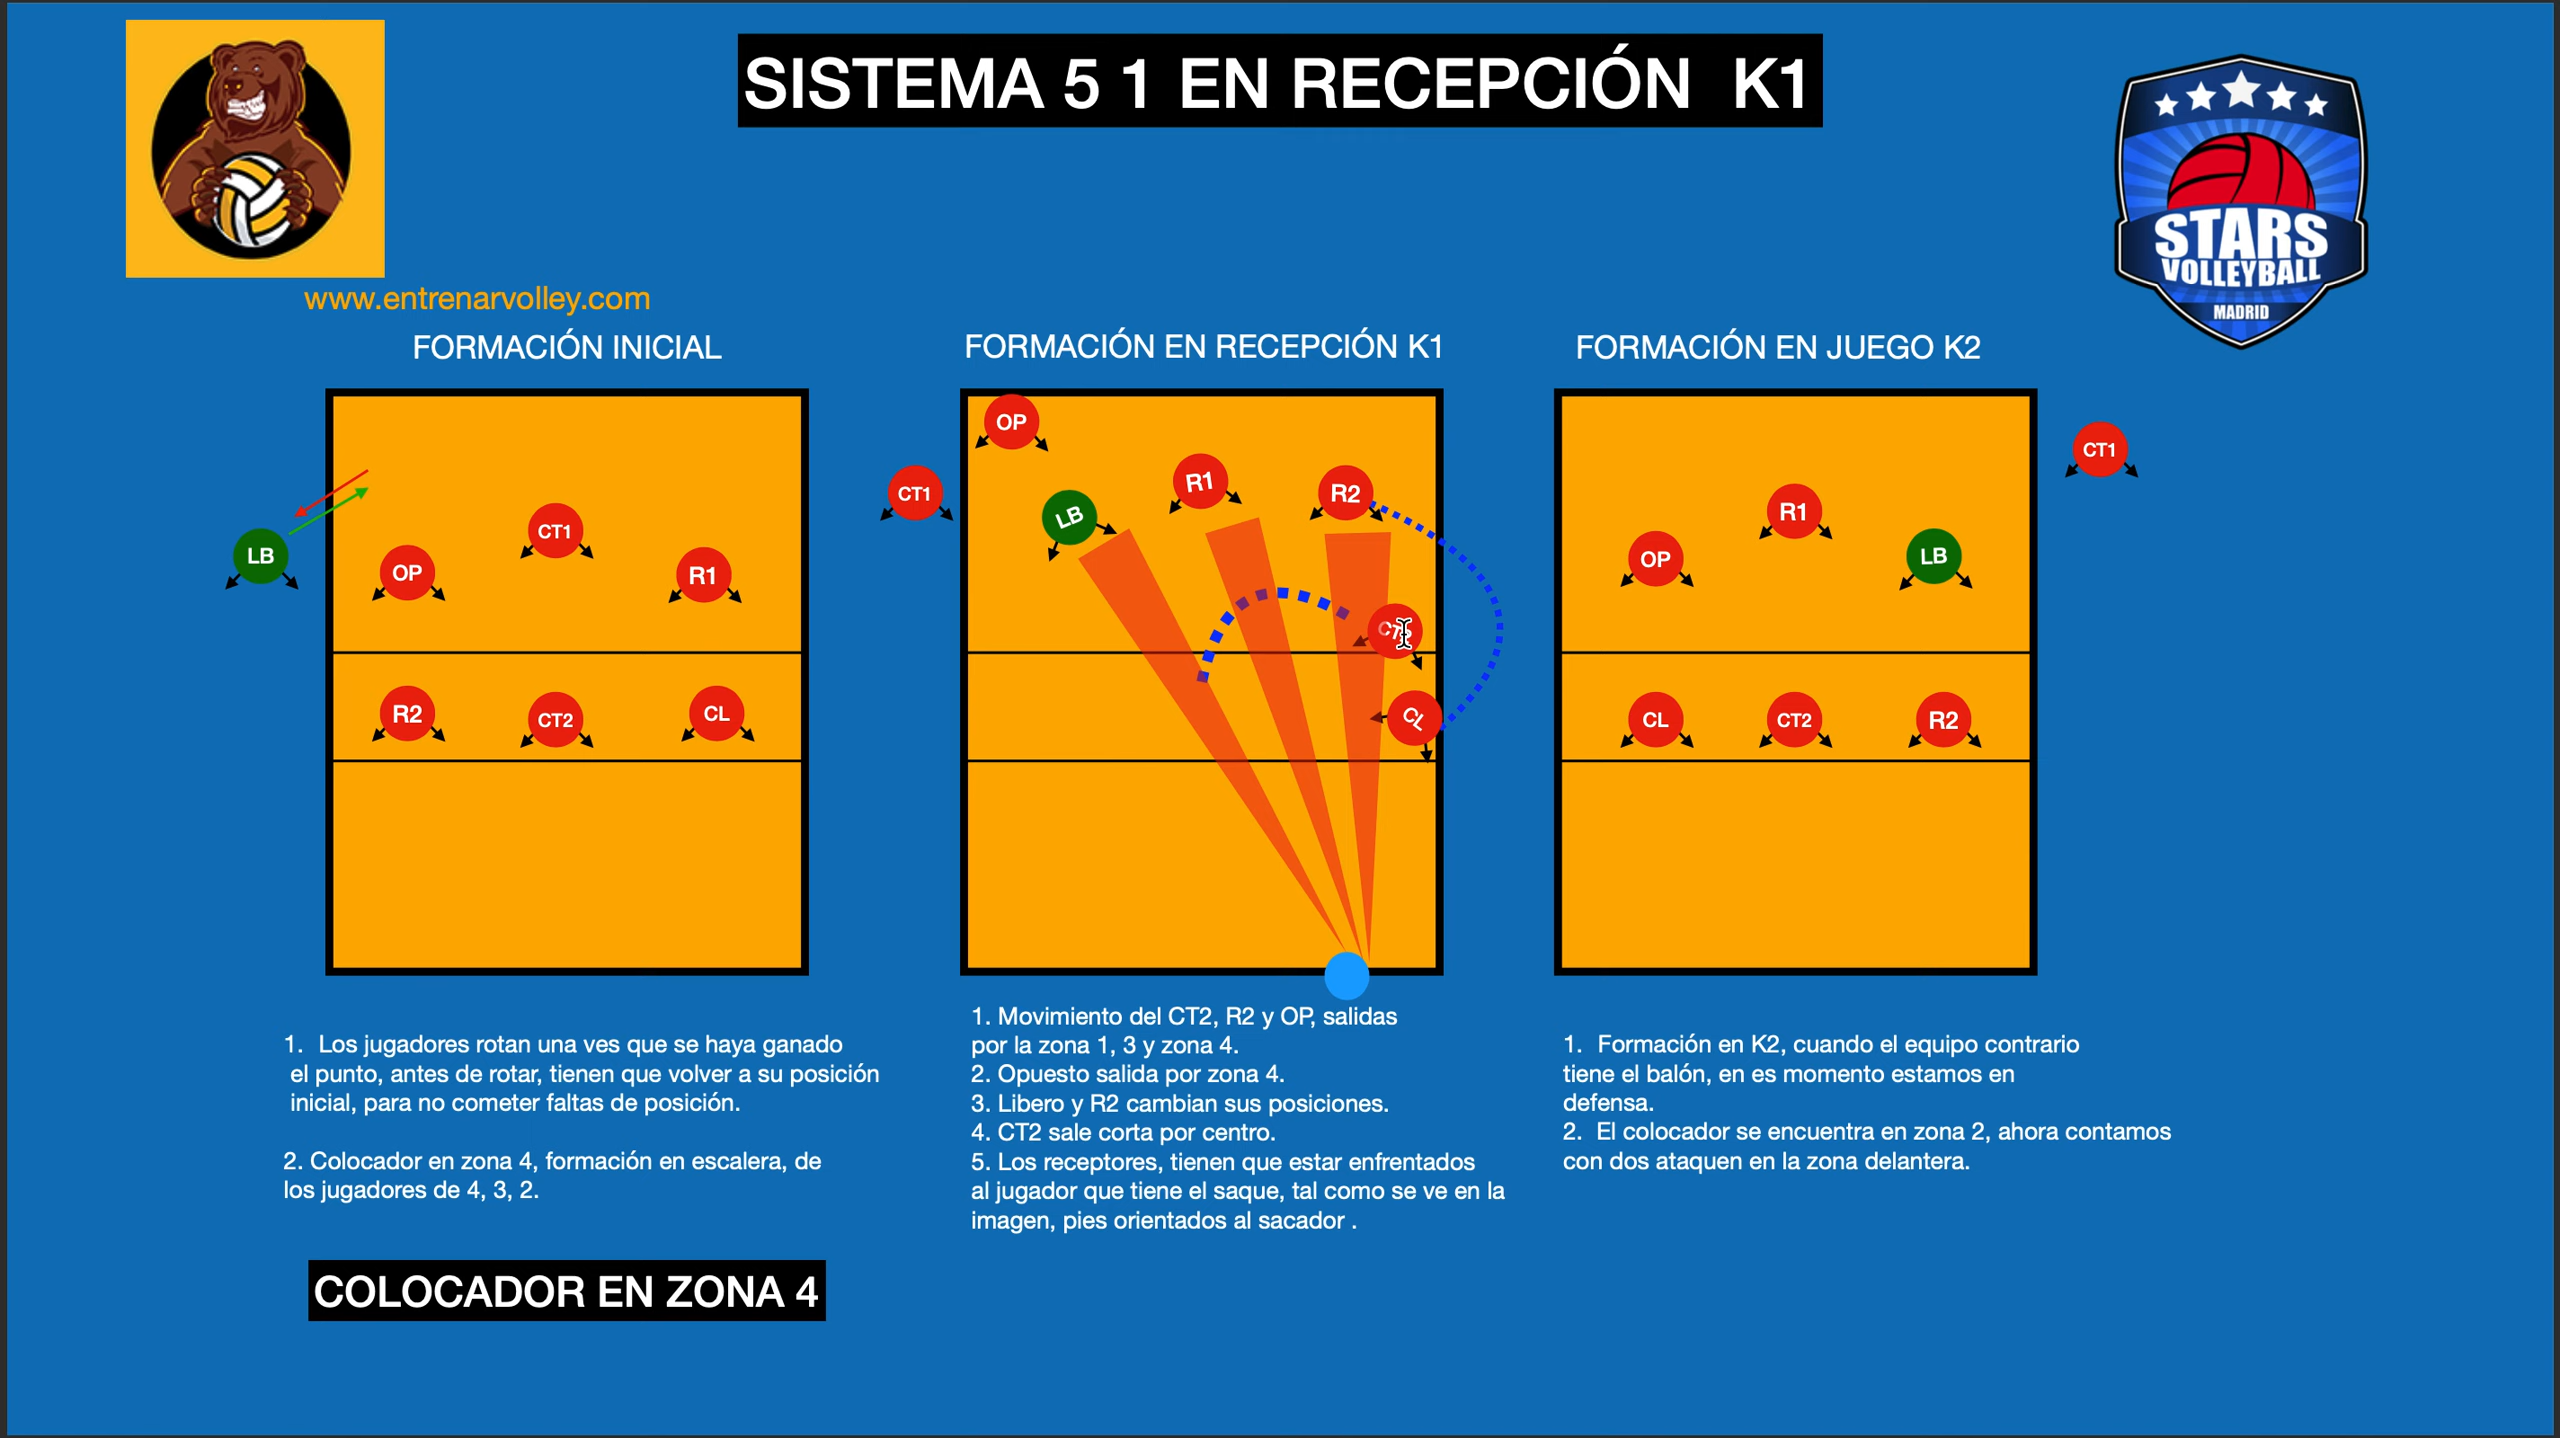 SISTEMA 5 1 EN RECEPCIÓN K1
STARS
VOLLEYBALL
MADRID
www.entrenarvolley.com
FORMACIÓN INICIAL
FORMACIÓN EN RECEPCIÓN K1
FORMACIÓN EN JUEGO K2
LB
OP
CT1
R1
R2
CT2
CL
OP
CT1
LB
R1
R2
CL
CT1
OP
R1
LB
CL
CT2
R2
1. Los jugadores rotan una ves que se haya ganado
el punto, antes de rotar, tienen que volver a su posición
inicial, para no cometer faltas de posición.
2. Colocador en zona 4, formación en escalera, de
los jugadores de 4, 3, 2.
1. Movimiento del CT2, R2 y OP, salidas
por la zona 1, 3 y zona 4.
2. Opuesto salida por zona 4.
3. Libero y R2 cambian sus posiciones.
4. CT2 sale corta por centro.
5. Los receptores, tienen que estar enfrentados
al jugador que tiene el saque, tal como se ve en la
imagen, pies orientados al sacador .
1. Formación en K2, cuando el equipo contrario
tiene el balón, en es momento estamos en
defensa.
2. El colocador se encuentra en zona 2, ahora contamos
con dos ataquen en la zona delantera.
COLOCADOR EN ZONA 4